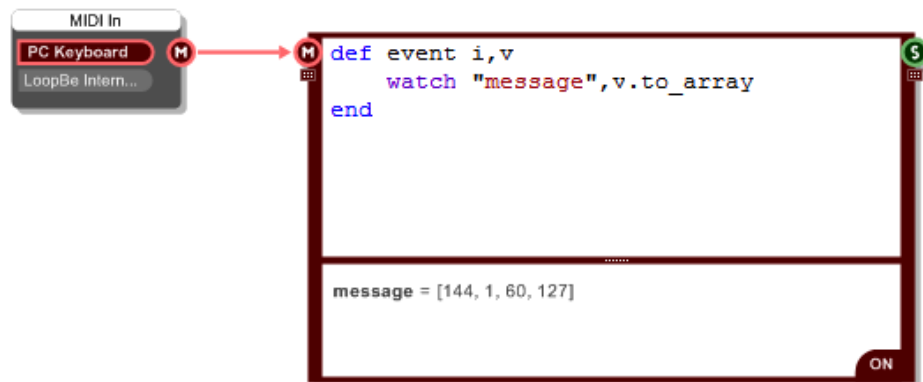 MIDI In
PC Keyboard
M
LoopBe Intern...
M
def event i,v
    watch "message",v.to_array
end
S
message = [144, 1, 60, 127]
ON